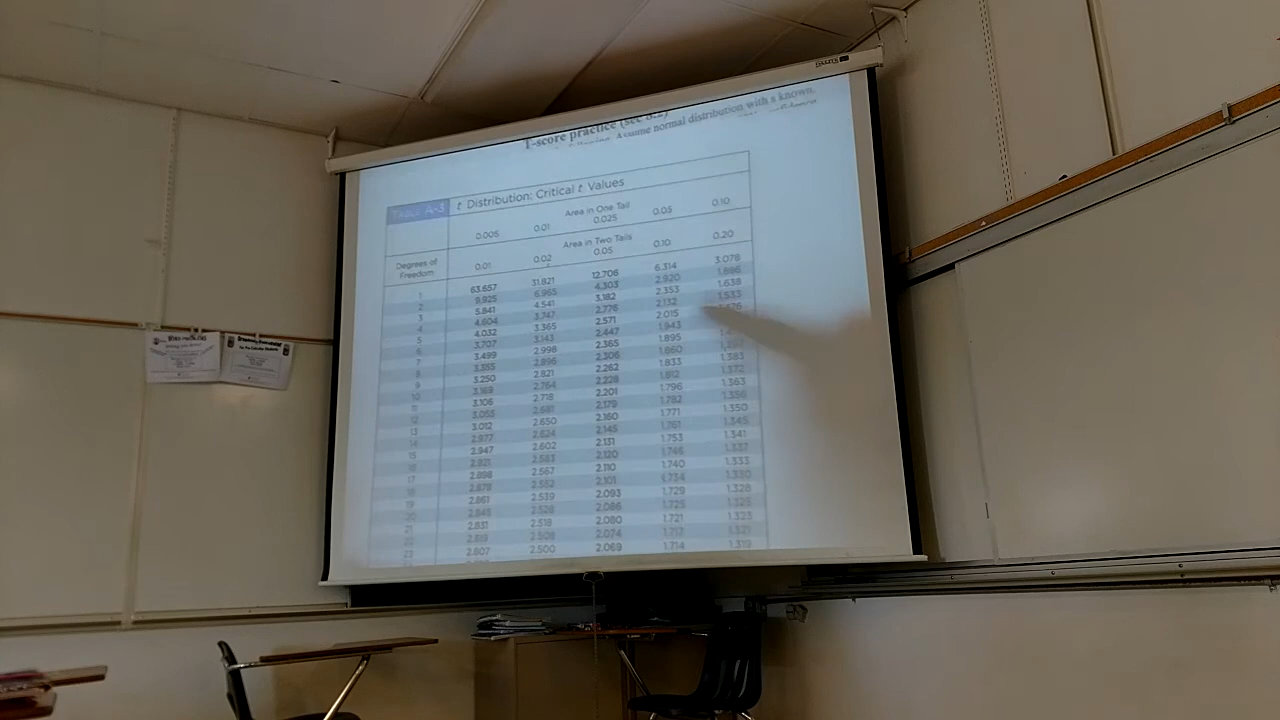 T-score practice (sec 8.2)
Assume normal distribution with s known.
TABLE A-3 t Distribution: Critical t Values
Area in One Tail
0.005 0.01 0.025 0.05 0.10
Area in Two Tails
Degrees of Freedom 0.01 0.02 0.05 0.10 0.20
1 63.657 31.821 12.706 6.314 3.078
2 9.925 6.965 4.303 2.920 1.886
3 5.841 4.541 3.182 2.353 1.638
4 4.604 3.747 2.776 2.132 1.533
5 4.032 3.365 2.571 2.015
6 3.707 3.143 2.447 1.943
7 3.499 2.998 2.365 1.895
8 3.355 2.896 2.306 1.860
9 3.250 2.821 2.262 1.833 1.383
10 3.169 2.764 2.228 1.812 1.372
11 3.106 2.718 2.201 1.796 1.363
12 3.055 2.681 2.179 1.782 1.356
13 3.012 2.650 2.160 1.771 1.350
14 2.977 2.624 2.145 1.761 1.345
15 2.947 2.602 2.131 1.753 1.341
16 2.921 2.583 2.120 1.746 1.337
17 2.898 2.567 2.110 1.740 1.333
18 2.878 2.552 2.101 1.734 1.330
19 2.861 2.539 2.093 1.729 1.328
20 2.845 2.528 2.086 1.725 1.325
21 2.831 2.518 2.080 1.721 1.323
22 2.819 2.508 2.074 1.717 1.321
23 2.807 2.500 2.069 1.714 1.319